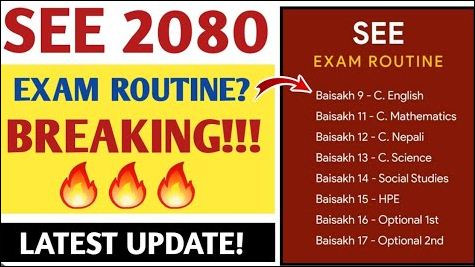 SEE 2080
EXAM ROUTINE?
BREAKING!!!
LATEST UPDATE!
SEE
EXAM ROUTINE
Baisakh 9 - C. English
Baisakh 11 - C. Mathematics
Baisakh 12 - C. Nepali
Baisakh 13 - C. Science
Baisakh 14 - Social Studies
Baisakh 15 - HPE
Baisakh 16 - Optional 1st
Baisakh 17 - Optional 2nd